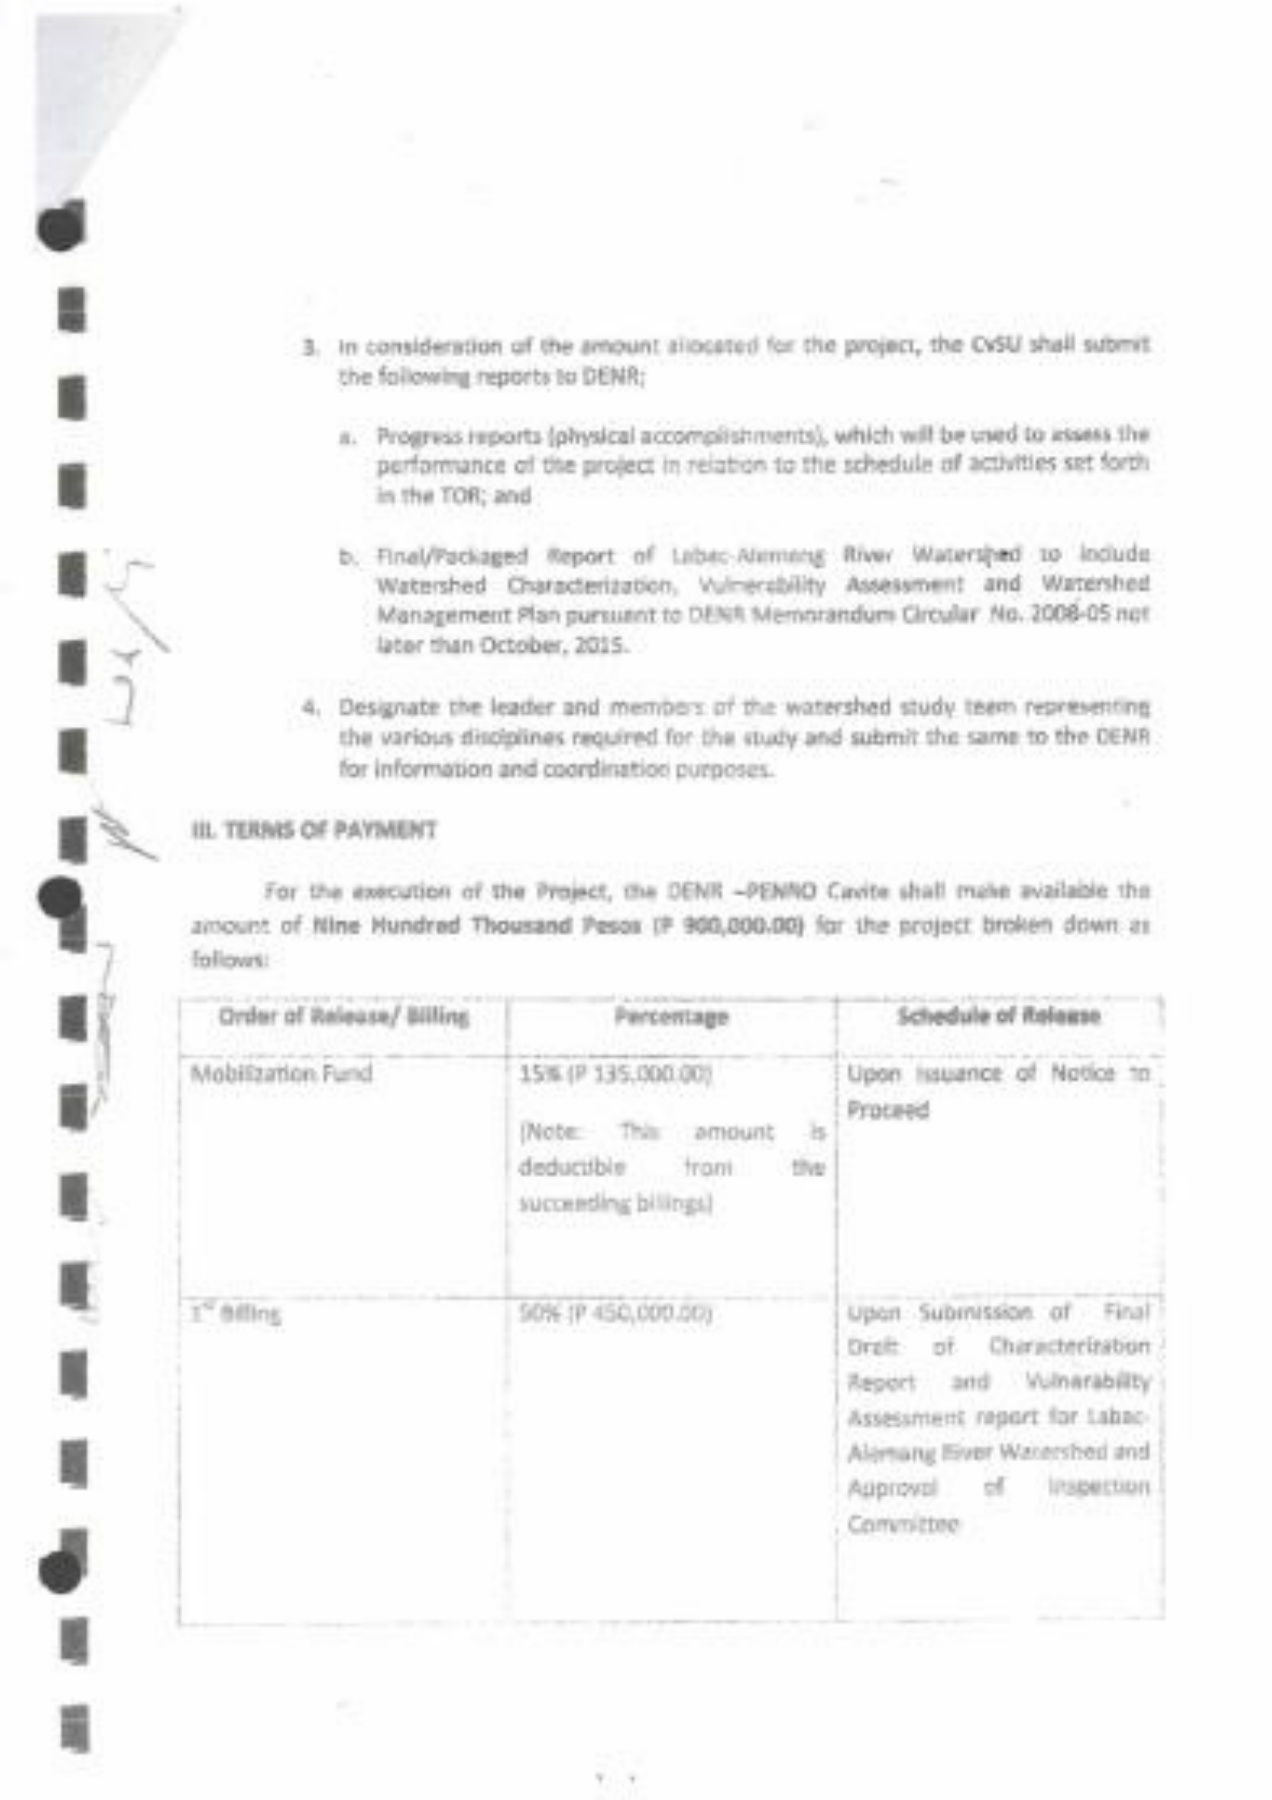 3. In consideration of the amount allocated for the project, the CvSU shall submit
the following reports to DENR;
a. Progress reports (physical accomplishments), which will be used to assess the
performance of the project in relation to the schedule of activities set forth
in the TOR; and
b. Final/Packaged Report of Labac-Alemang River Watershed to include
Watershed Characterization, Vulnerability Assessment and Watershed
Management Plan pursuant to DENR Memorandum Circular No. 2008-05 not
later than October, 2015.
4. Designate the leader and members of the watershed study team representing
the various disciplines required for the study and submit the same to the DENR
for information and coordination purposes.
III. TERMS OF PAYMENT
For the execution of the Project, the DENR –PENRO Cavite shall make available the
amount of Nine Hundred Thousand Pesos (P 900,000.00) for the project broken down as
follows:
Order of Release/ Billing Percentage Schedule of Release
Mobilization Fund 15% (P 135,000.00) Upon Issuance of Notice to
Proceed
(Note: This amount is
deductible from the
succeeding billings)
1st Billing 50% (P 450,000.00) Upon Submission of Final
Draft of Characterization
Report and Vulnerability
Assessment report for Labac-
Alemang River Watershed and
Approval of Inspection
Committee